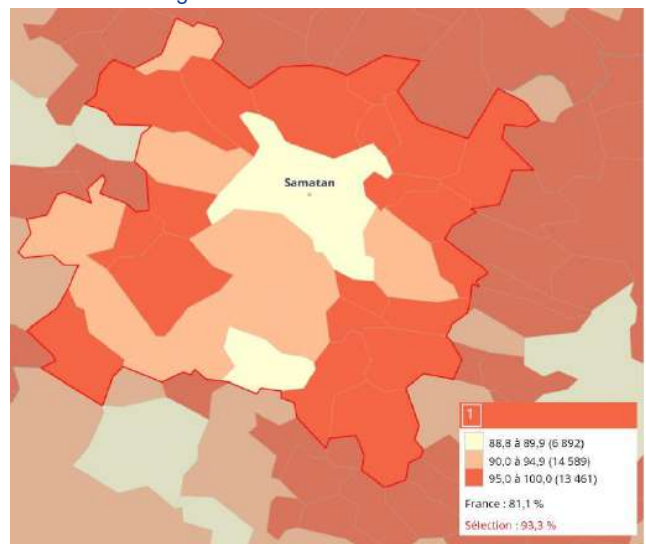 Samatan
1
88,8 à 89,9 (6 892)
90,0 à 94,9 (14 589)
95,0 à 100,0 (13 461)
France : 81,1 %
Sélection : 93,3 %